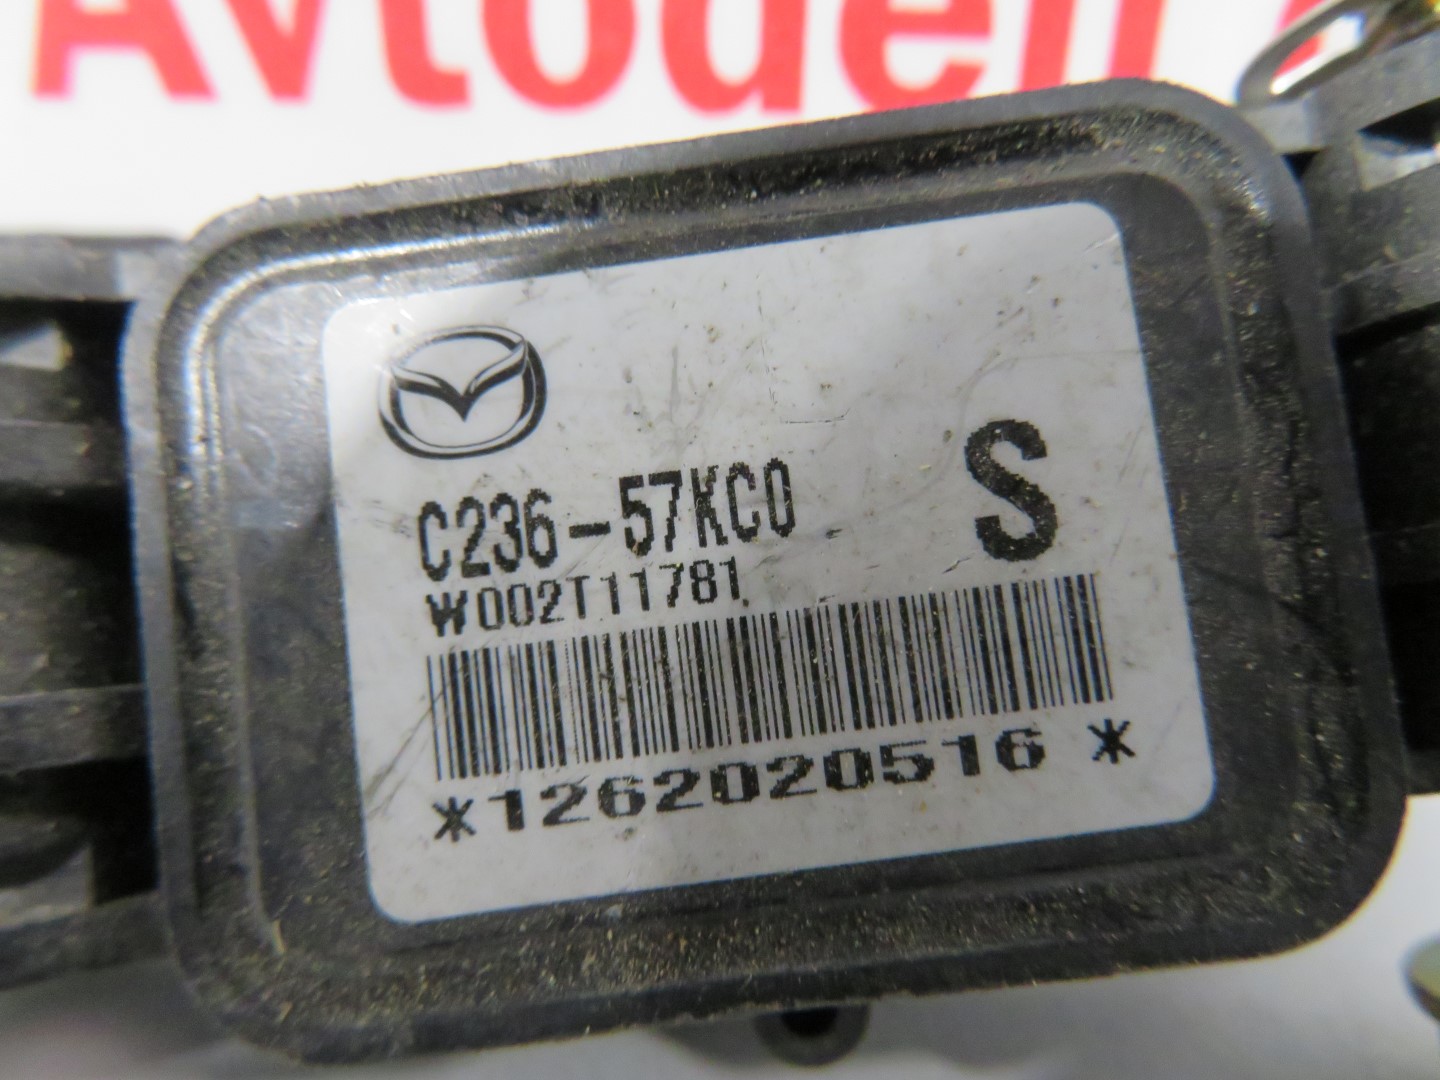 Avtodell
C236-57KC0
S
W002T11781
*1262020516 *